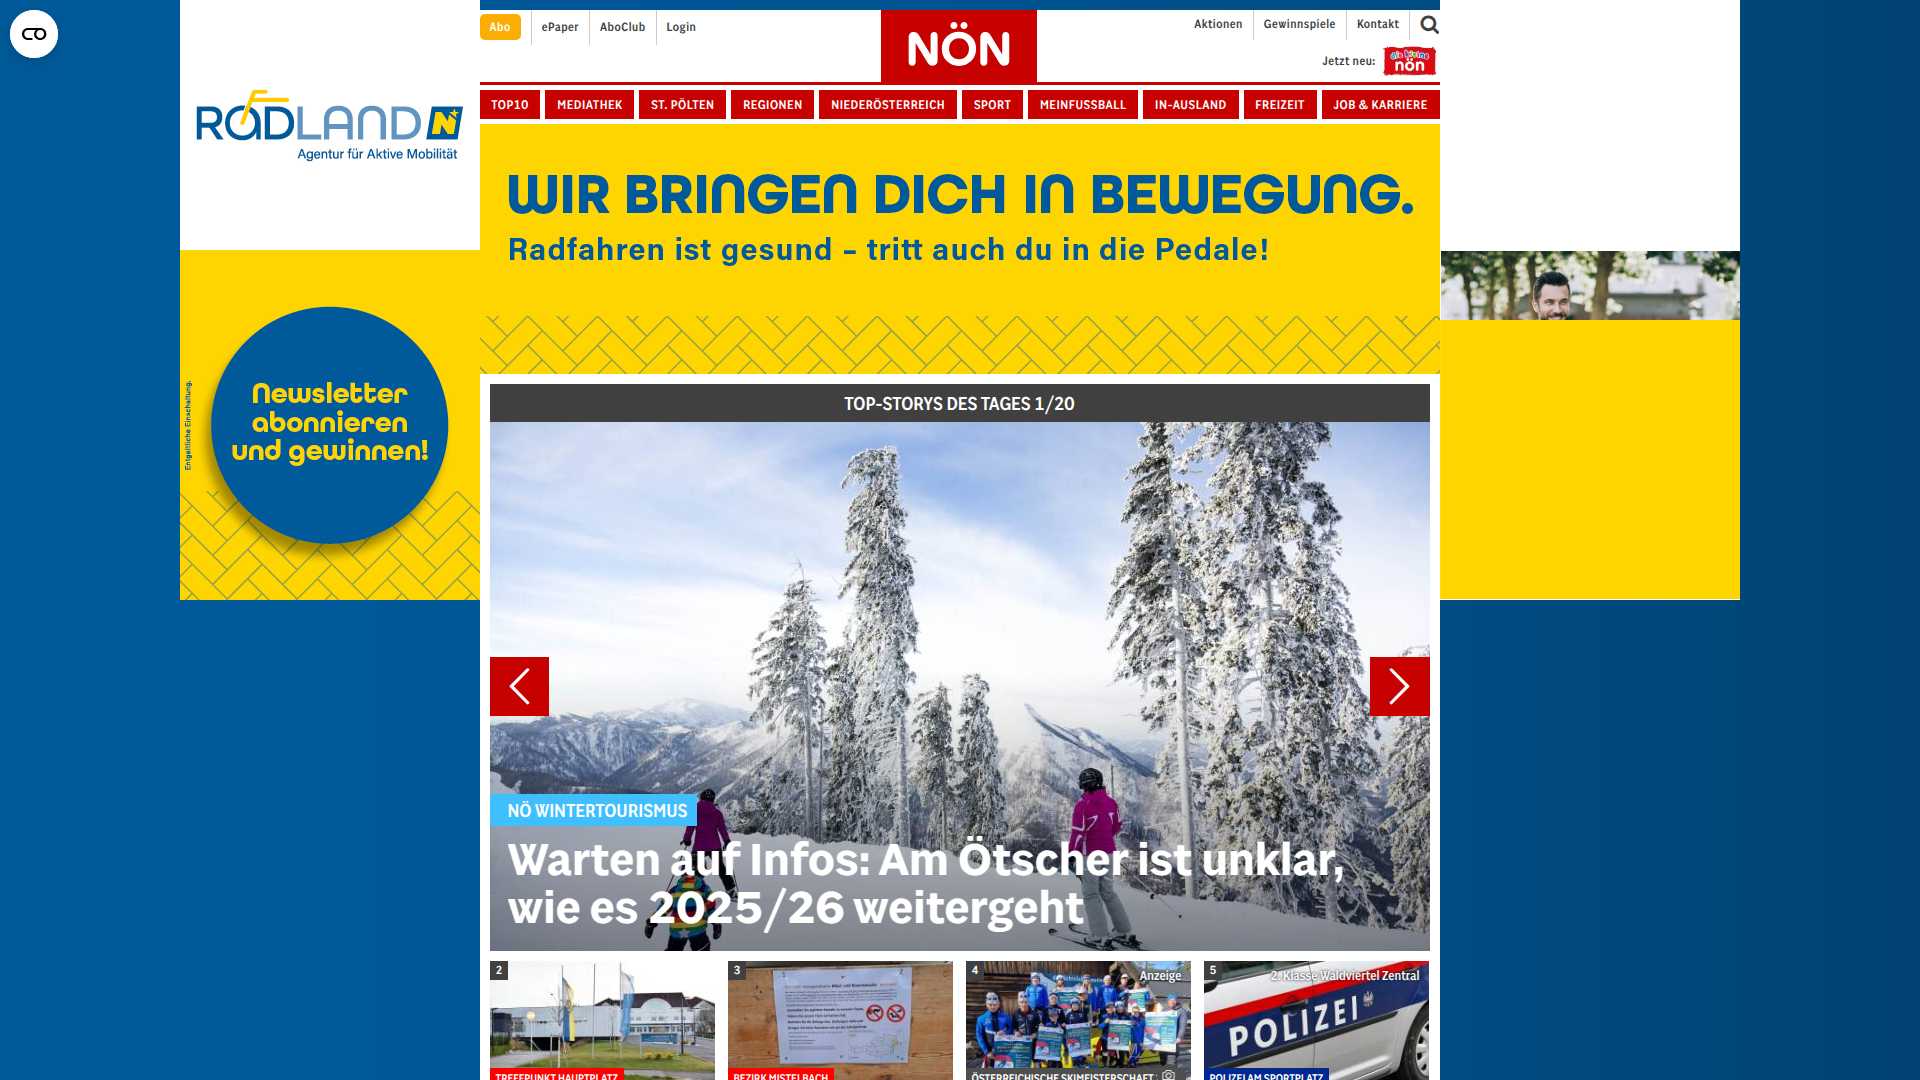 Abo
ePaper
AboClub
Login
NÖN
Aktionen
Gewinnspiele
Kontakt
Jetzt neu:
die kleine
nön
TOP10
MEDIATHEK
ST. PÖLTEN
REGIONEN
NIEDERÖSTERREICH
SPORT
MEINFUSSBALL
IN-AUSLAND
FREIZEIT
JOB & KARRIERE
RADLAND N
Agentur für Aktive Mobilität
WIR BRINGEN DICH IN BEWEGUNG.
Radfahren ist gesund – tritt auch du in die Pedale!
Newsletter
abonnieren
und gewinnen!
Entgeltliche Einschaltung.
TOP-STORYS DES TAGES 1/20
NÖ WINTERTOURISMUS
Warten auf Infos: Am Ötscher ist unklar,
wie es 2025/26 weitergeht
2
3
4
Anzeige
5
2. Klasse Waldviertel Zentral
POLIZEI
TREFFPUNKT HAUPTPLATZ
BEZIRK MISTELBACH
ÖSTERREICHISCHE SKIMEISTERSCHAFT
POLIZEI AM SPORTPLATZ